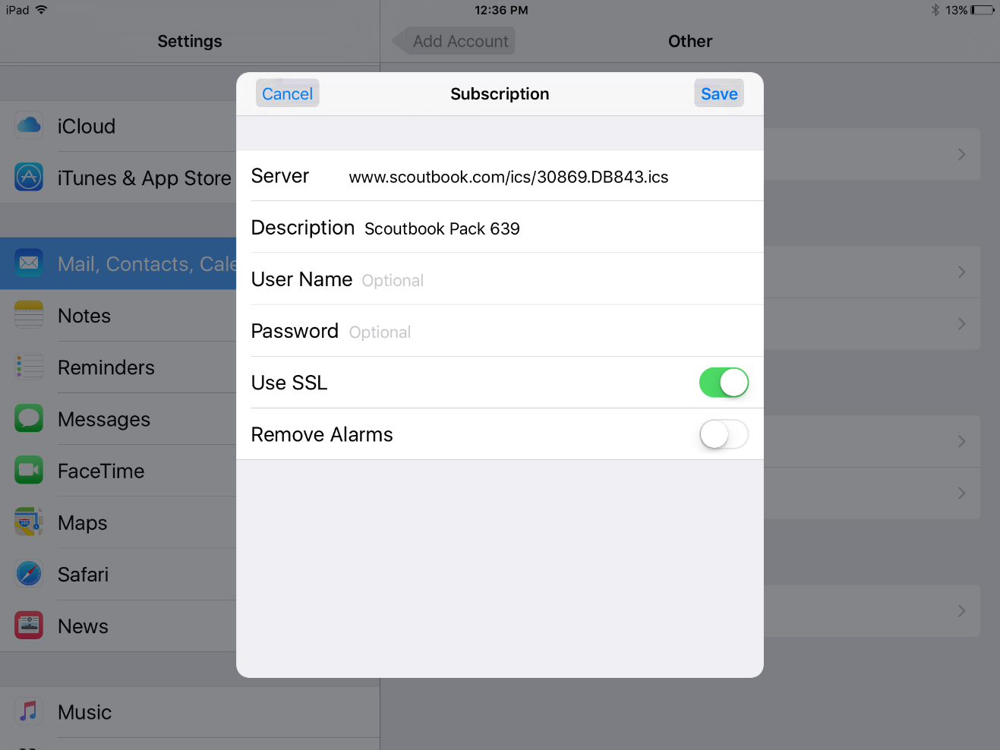 iPad 12:36 PM 13%
Settings
Add Account Other
Cancel Subscription Save
iCloud
iTunes & App Store
Mail, Contacts, Cale
Notes
Reminders
Messages
FaceTime
Maps
Safari
News
Music
Server www.scoutbook.com/ics/30869.DB843.ics
Description Scoutbook Pack 639
User Name Optional
Password Optional
Use SSL
Remove Alarms